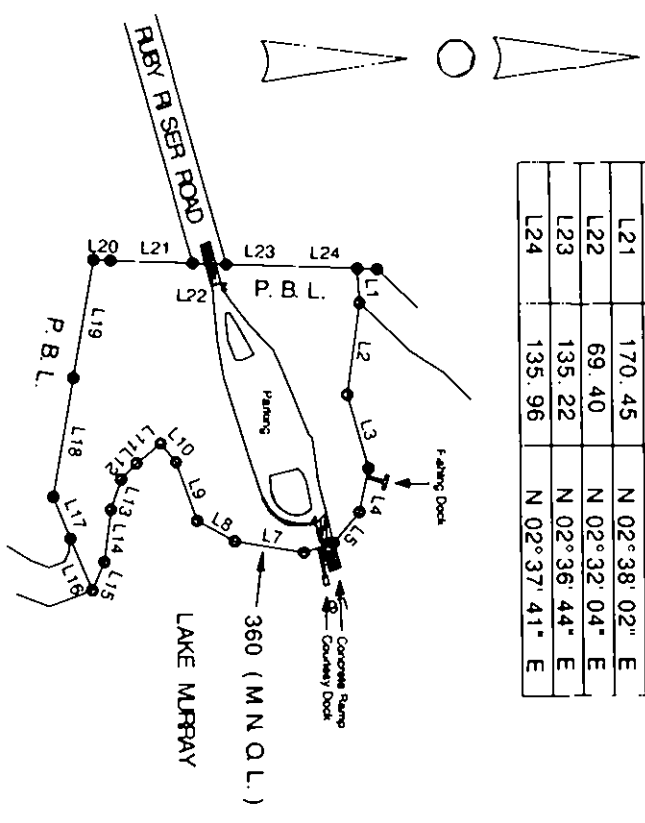 L21 170.45 N 02°38'02" E
L22 69.40 N 02°32'04" E
L23 135.22 N 02°36'44" E
L24 135.96 N 02°37'41" E
RUBY RISER ROAD
L20
L21
L22
L23
L24
L1
P.B.L.
L2
L3
Fishing Dock
L4
L5
Concrete Ramp
Courtesy Dock
Parking
L19
P.B.L.
L18
L17
L16
L15
L14
L13
L12
L11
L10
L9
L8
L7
360 (M N O L.)
LAKE MURRAY